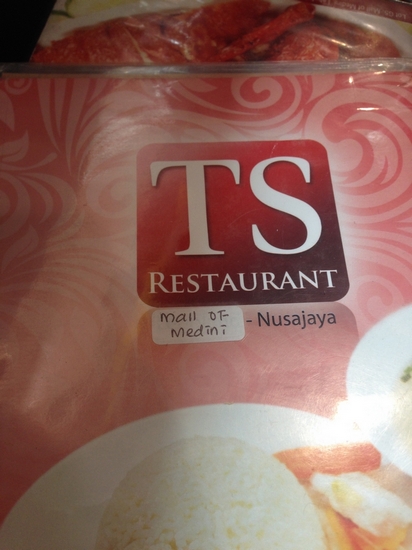 TS
RESTAURANT
Mall OF
Medini
- Nusajaya